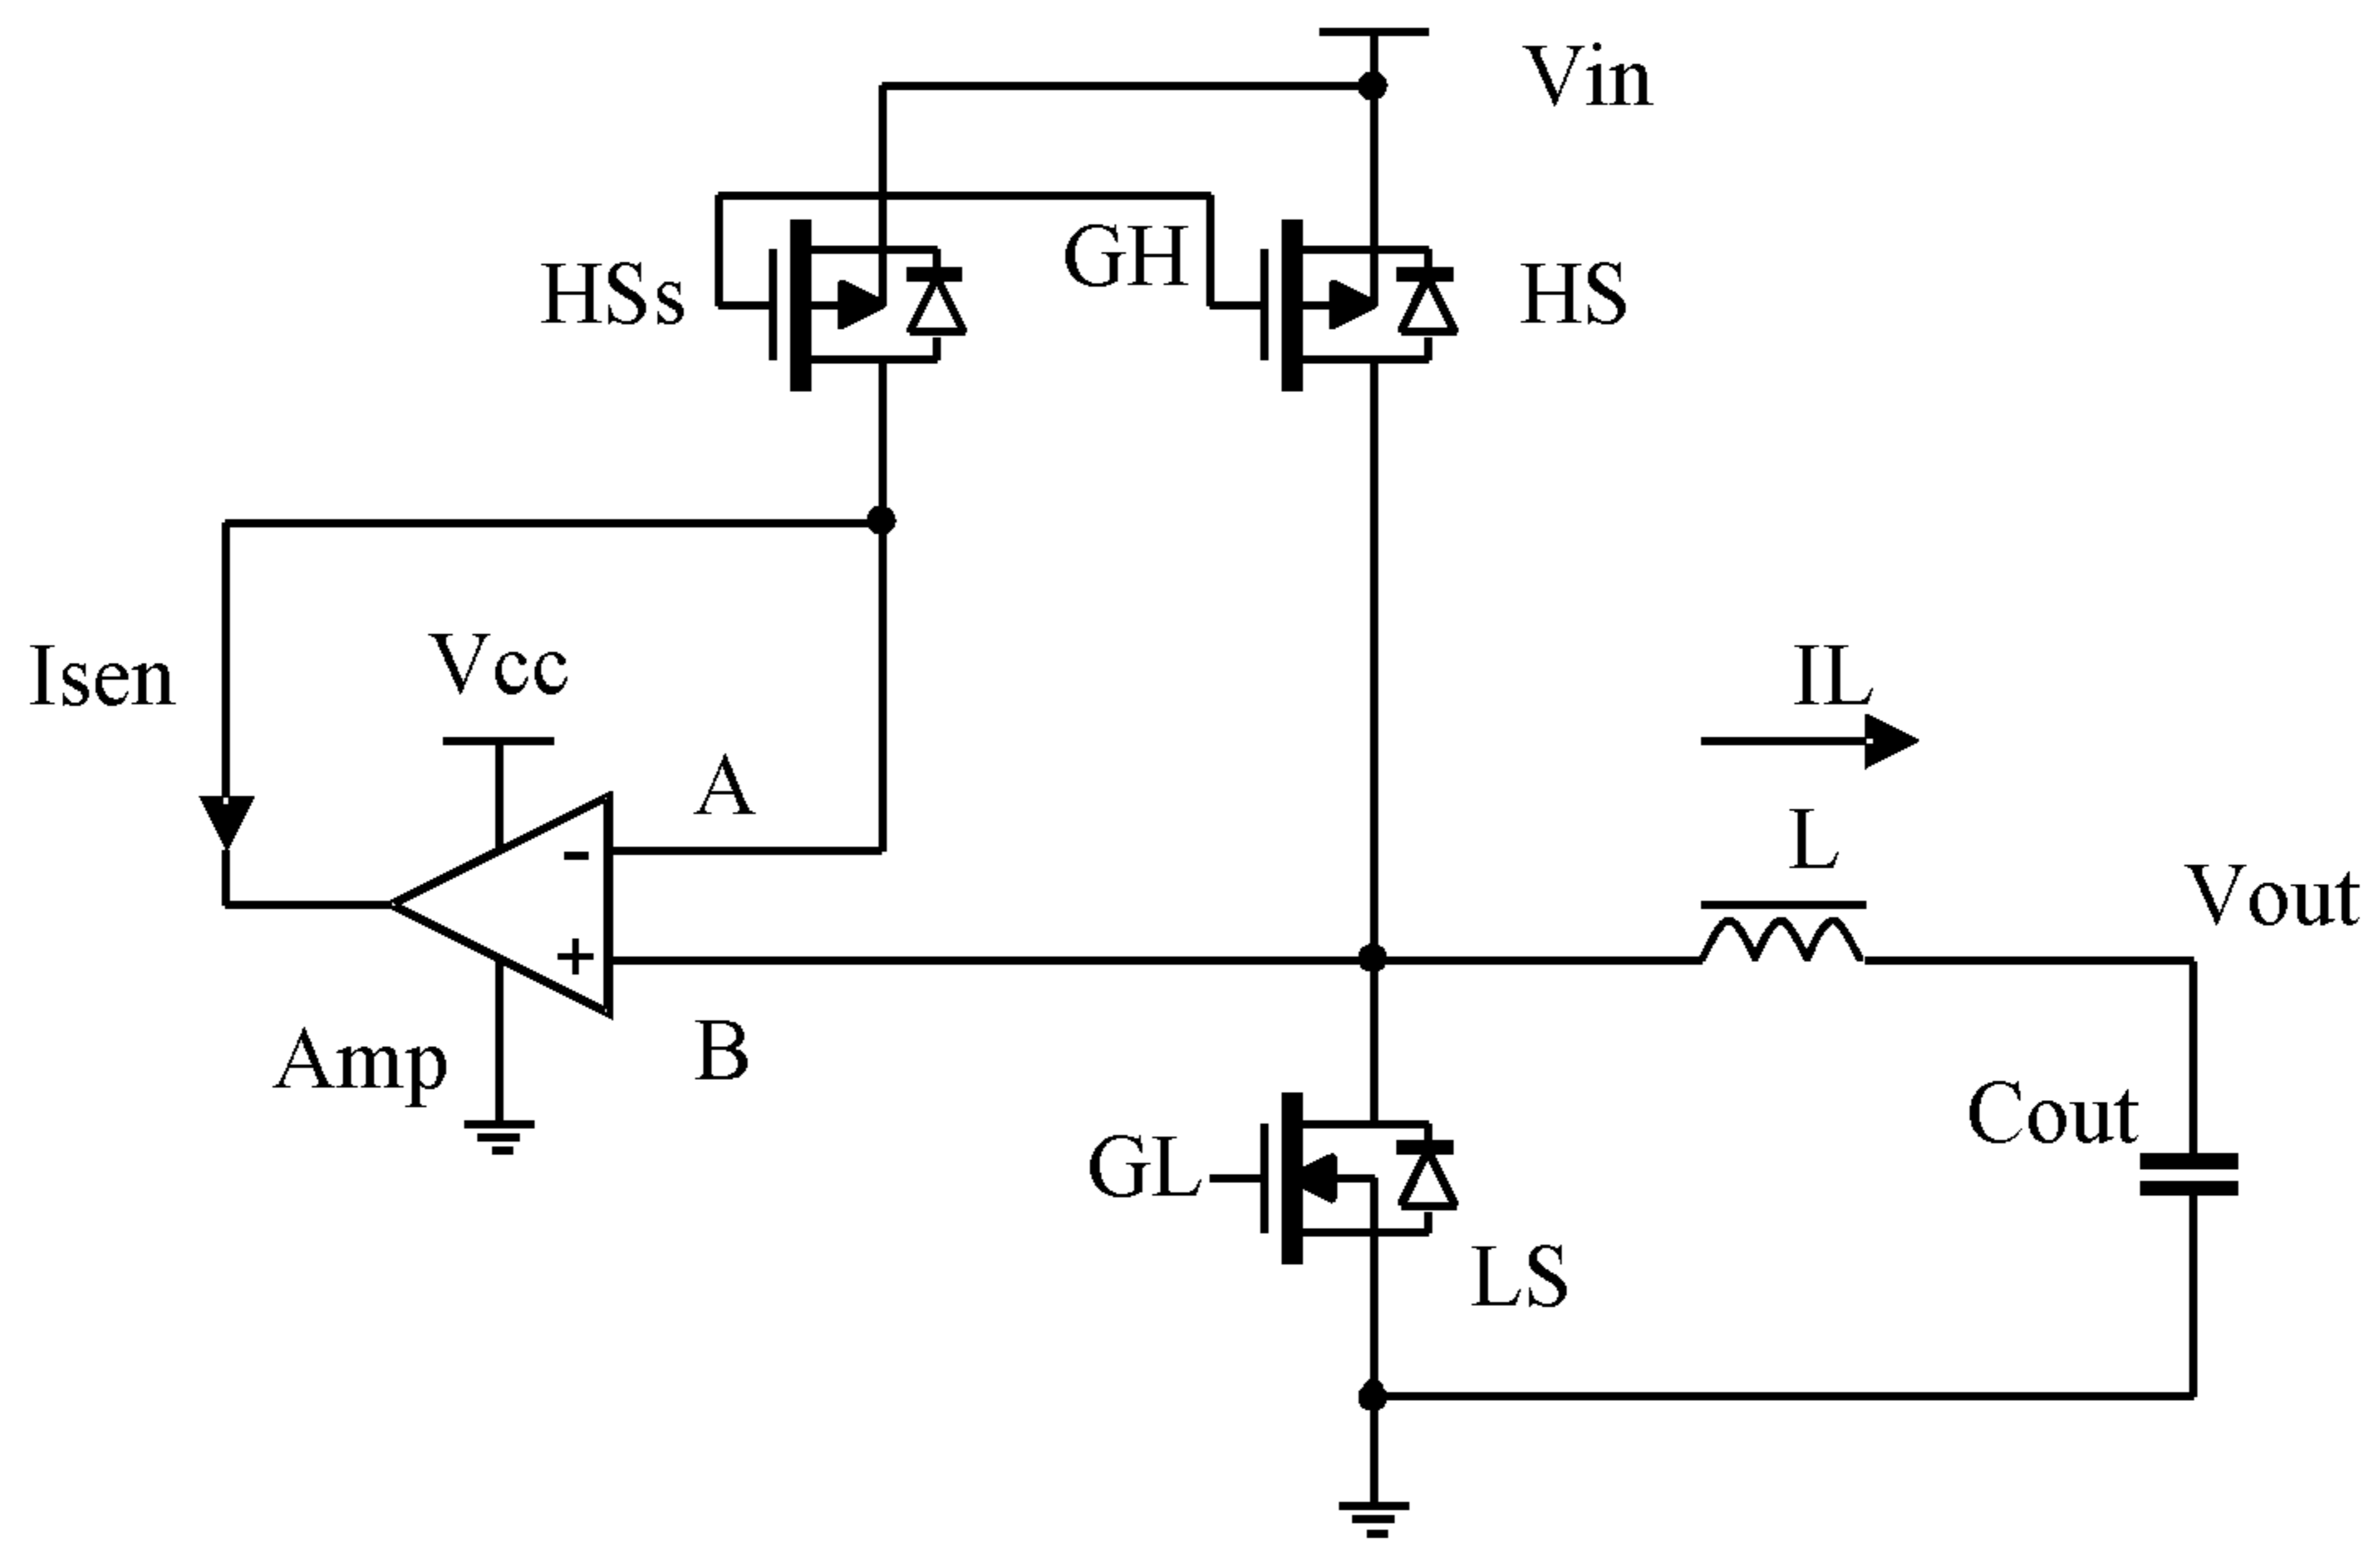 Vin
HSs
GH
HS
Isen
Vcc
IL
A
L
Vout
-
+
Amp
B
Cout
GL
LS